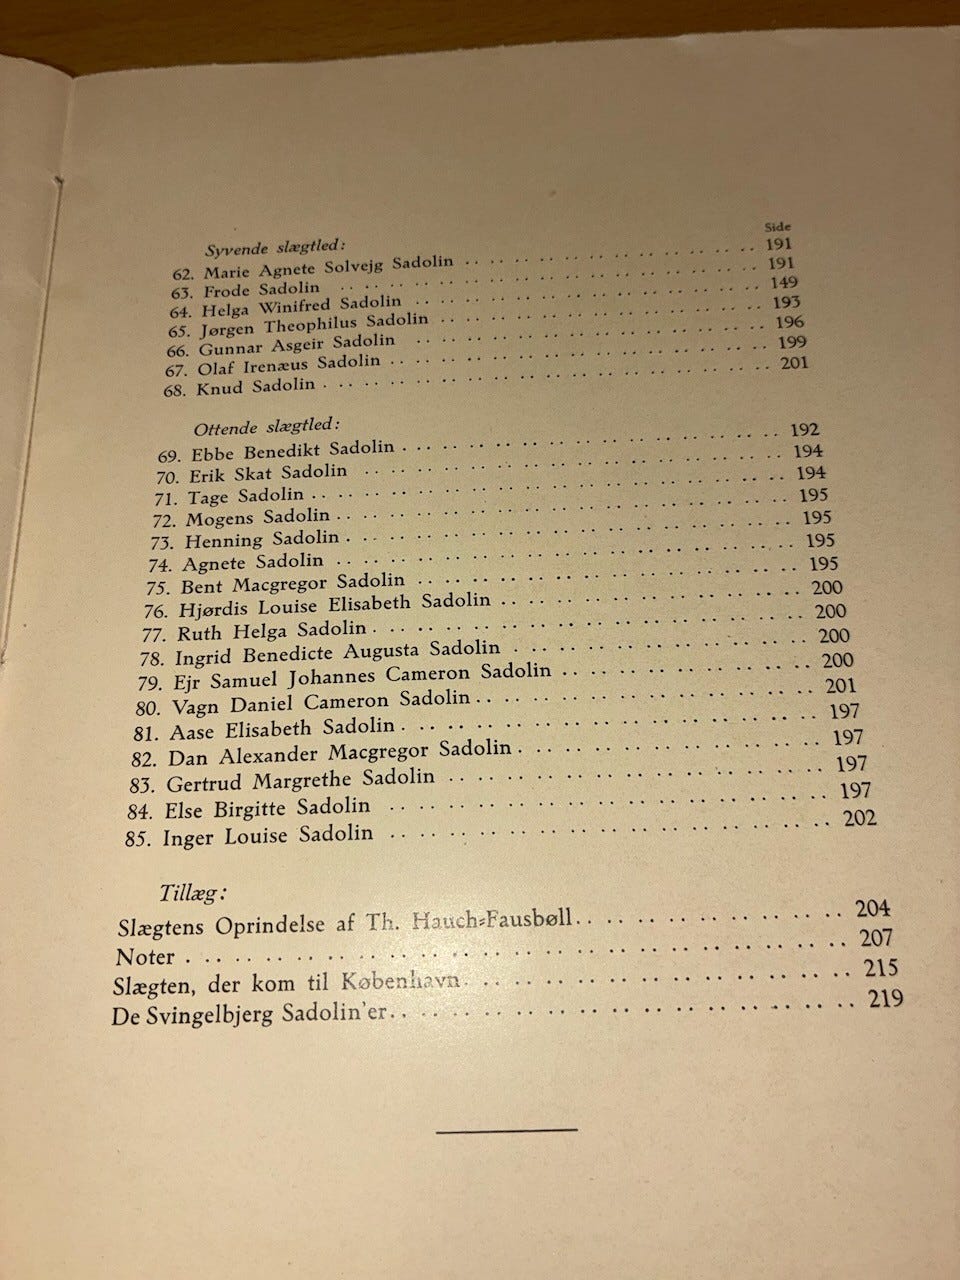 Syvende slægtled: Side
62. Marie Agnete Solvejg Sadolin ........ 191
63. Frode Sadolin ........ 191
64. Helga Winifred Sadolin ........ 149
65. Jørgen Theophilus Sadolin ........ 193
66. Gunnar Asgeir Sadolin ........ 196
67. Olaf Irenæus Sadolin ........ 199
68. Knud Sadolin ........ 201
Ottende slægtled:
69. Ebbe Benedikt Sadolin ........ 192
70. Erik Skat Sadolin ........ 194
71. Tage Sadolin ........ 194
72. Mogens Sadolin ........ 195
73. Henning Sadolin ........ 195
74. Agnete Sadolin ........ 195
75. Bent Macgregor Sadolin ........ 195
76. Hjørdis Louise Elisabeth Sadolin ........ 200
77. Ruth Helga Sadolin ........ 200
78. Ingrid Benedicte Augusta Sadolin ........ 200
79. Ejr Samuel Johannes Cameron Sadolin ........ 200
80. Vagn Daniel Cameron Sadolin ........ 201
81. Aase Elisabeth Sadolin ........ 197
82. Dan Alexander Macgregor Sadolin ........ 197
83. Gertrud Margrethe Sadolin ........ 197
84. Else Birgitte Sadolin ........ 197
85. Inger Louise Sadolin ........ 202
Tillæg:
Slægtens Oprindelse af Th. Hauch-Fausbøll ........ 204
Noter ........ 207
Slægten, der kom til København ........ 215
De Svingelbjerg Sadolin'er ........ 219